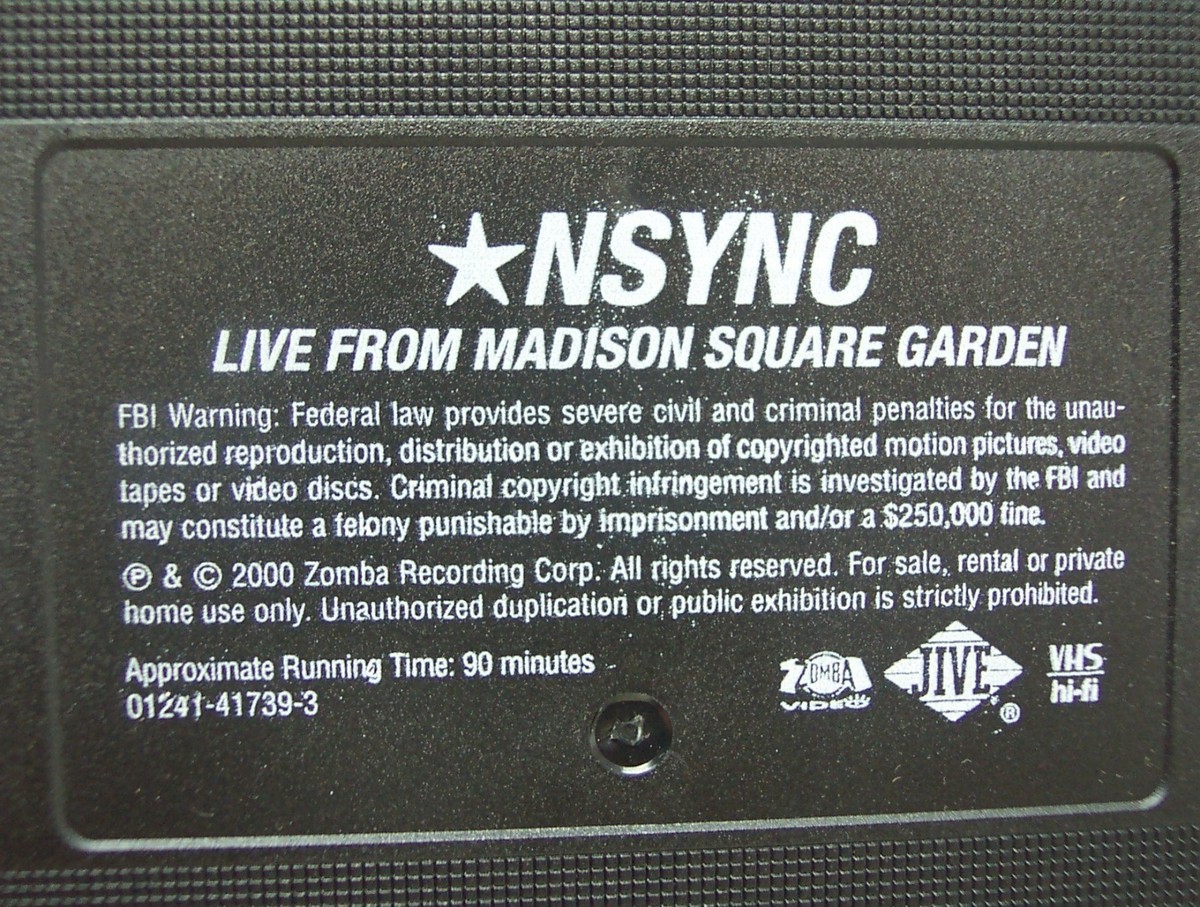 ★NSYNC
LIVE FROM MADISON SQUARE GARDEN
FBI Warning: Federal law provides severe civil and criminal penalties for the unau-
thorized reproduction, distribution or exhibition of copyrighted motion pictures, video
tapes or video discs. Criminal copyright infringement is investigated by the FBI and
may constitute a felony punishable by imprisonment and/or a $250,000 fine.
℗ & © 2000 Zomba Recording Corp. All rights reserved. For sale, rental or private
home use only. Unauthorized duplication or public exhibition is strictly prohibited.
Approximate Running Time: 90 minutes
01241-41739-3
ZOMBA
VIDEO
JIVE ®
VHS
hi-fi